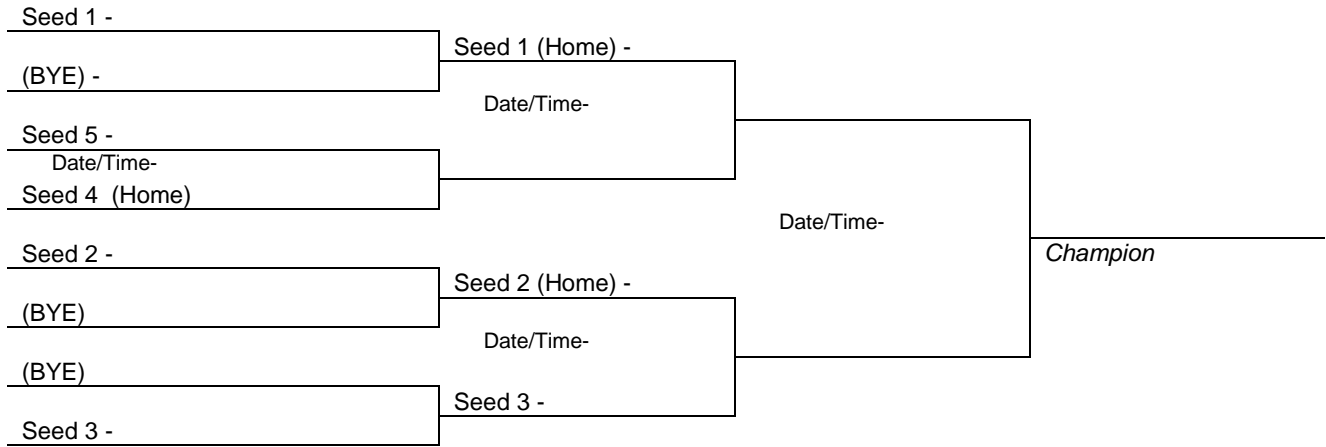 Seed 1 -
(BYE) -
Seed 5 -
Date/Time-
Seed 4  (Home)
Seed 2 -
(BYE)
(BYE)
Seed 3 -
Seed 1 (Home) -
Date/Time-
Seed 2 (Home) -
Date/Time-
Seed 3 -
Date/Time-
Champion